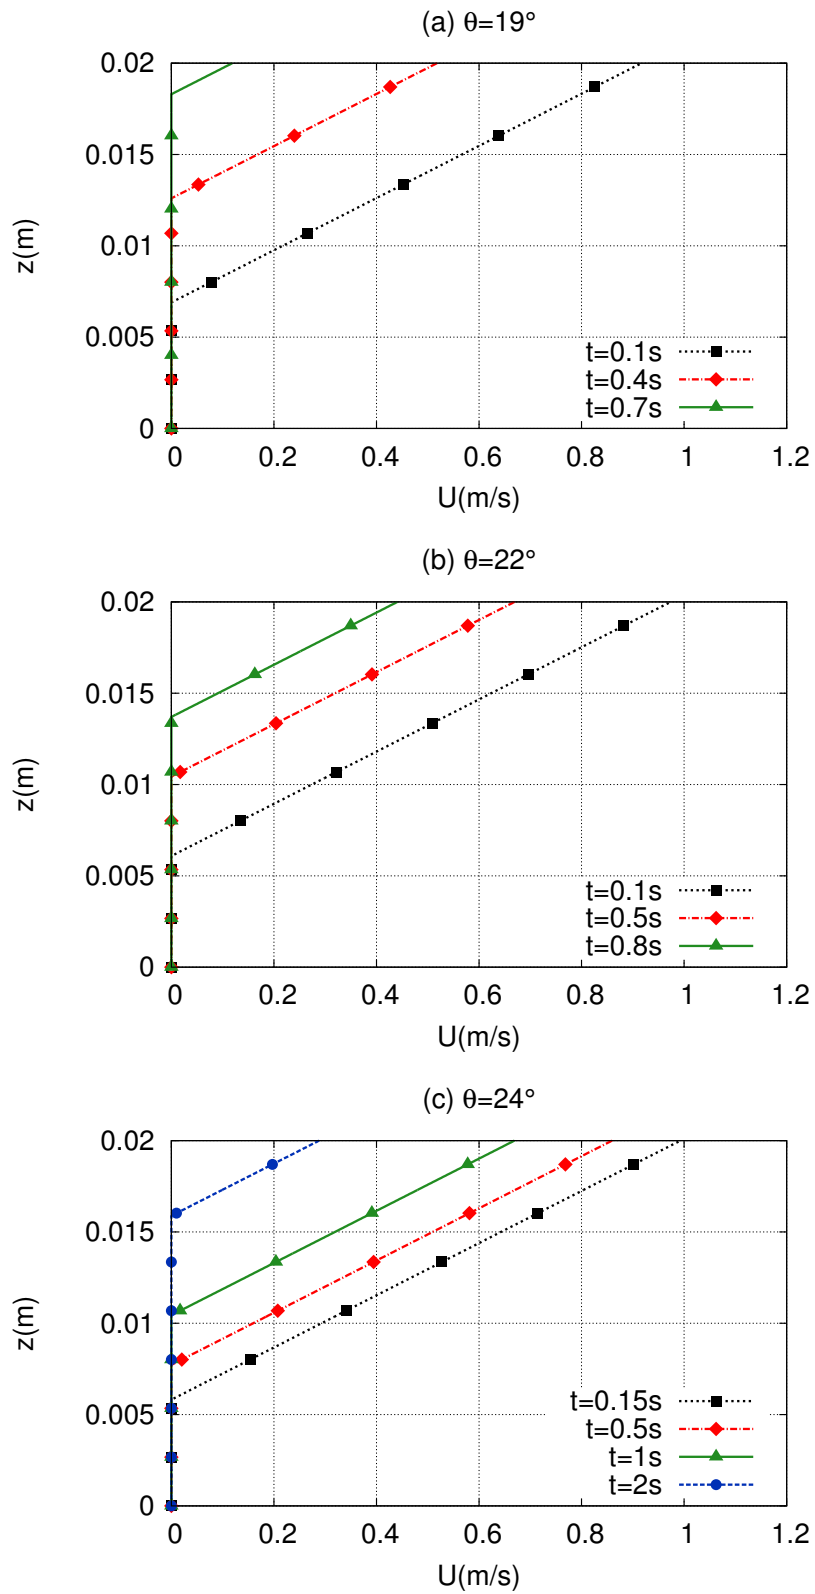 (a) θ=19°
0.02
0.015
0.01
0.005
0
z(m)
t=0.1s
t=0.4s
t=0.7s
0 0.2 0.4 0.6 0.8 1 1.2
U(m/s)
(b) θ=22°
0.02
0.015
0.01
0.005
0
z(m)
t=0.1s
t=0.5s
t=0.8s
0 0.2 0.4 0.6 0.8 1 1.2
U(m/s)
(c) θ=24°
0.02
0.015
0.01
0.005
0
z(m)
t=0.15s
t=0.5s
t=1s
t=2s
0 0.2 0.4 0.6 0.8 1 1.2
U(m/s)